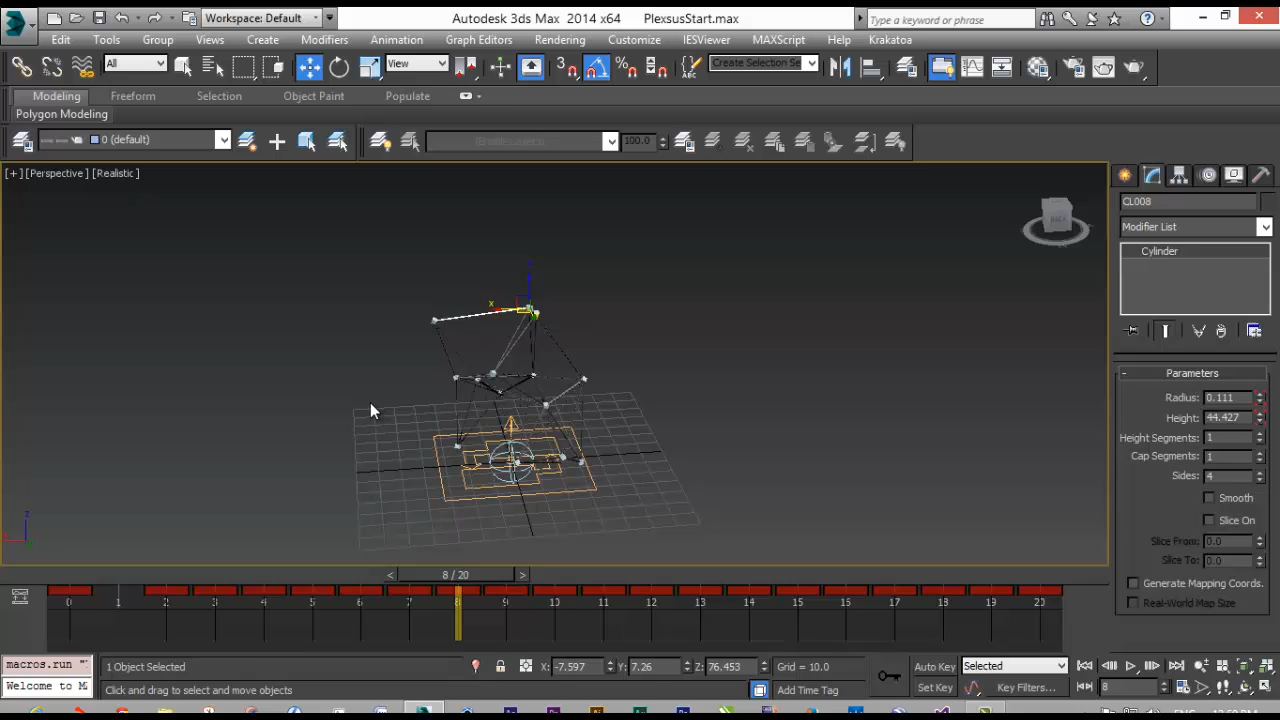 Workspace: Default
Autodesk 3ds Max 2014 x64 PlexsusStart.max
Type a keyword or phrase
Edit Tools Group Views Create Modifiers Animation Graph Editors Rendering Customize IESViewer MAXScript Help Krakatoa
All
View
3
Create Selection Se
Modeling Freeform Selection Object Paint Populate
Polygon Modeling
0 (default)
100.0
[+] [Perspective] [Realistic]
CL008
Modifier List
Cylinder
x
Parameters
Radius: 0.111
Height: 44.427
Height Segments: 1
Cap Segments: 1
Sides: 4
Smooth
Slice On
Slice From: 0.0
Slice To: 0.0
Generate Mapping Coords.
Real-World Map Size
z
< 8 / 20 >
0 1 2 3 4 5 6 7 8 9 10 11 12 13 14 15 16 17 18 19 20
macros.run "
1 Object Selected
X: -7.597 Y: 7.26 Z: 76.453 Grid = 10.0
Auto Key Selected
Welcome to M
Click and drag to select and move objects
Add Time Tag
Set Key Key Filters... 8